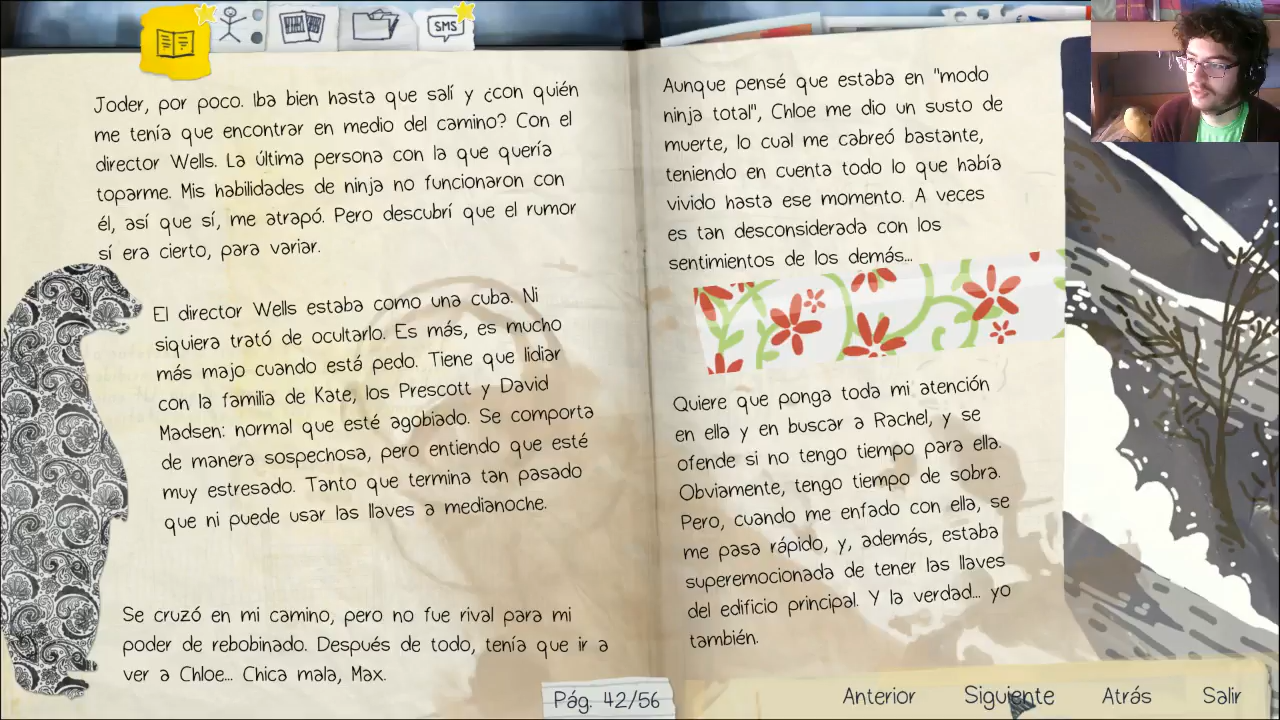 SMS
Joder, por poco. Iba bien hasta que salí y ¿con quién
me tenía que encontrar en medio del camino? Con el
director Wells. La última persona con la que quería
toparme. Mis habilidades de ninja no funcionaron con
él, así que sí, me atrapó. Pero descubrí que el rumor
sí era cierto, para variar.
El director Wells estaba como una cuba. Ni
siquiera trató de ocultarlo. Es más, es mucho
más majo cuando está pedo. Tiene que lidiar
con la familia de Kate, los Prescott y David
Madsen: normal que esté agobiado. Se comporta
de manera sospechosa, pero entiendo que esté
muy estresado. Tanto que termina tan pasado
que ni puede usar las llaves a medianoche.
Se cruzó en mi camino, pero no fue rival para mi
poder de rebobinado. Después de todo, tenía que ir a
ver a Chloe... Chica mala, Max.
Aunque pensé que estaba en "modo
ninja total", Chloe me dio un susto de
muerte, lo cual me cabreó bastante,
teniendo en cuenta todo lo que había
vivido hasta ese momento. A veces
es tan desconsiderada con los
sentimientos de los demás...
Quiere que ponga toda mi atención
en ella y en buscar a Rachel, y se
ofende si no tengo tiempo para ella.
Obviamente, tengo tiempo de sobra.
Pero, cuando me enfado con ella, se
me pasa rápido, y, además, estaba
superemocionada de tener las llaves
del edificio principal. Y la verdad... yo
también.
Pág. 42/56
Anterior Siguiente Atrás Salir